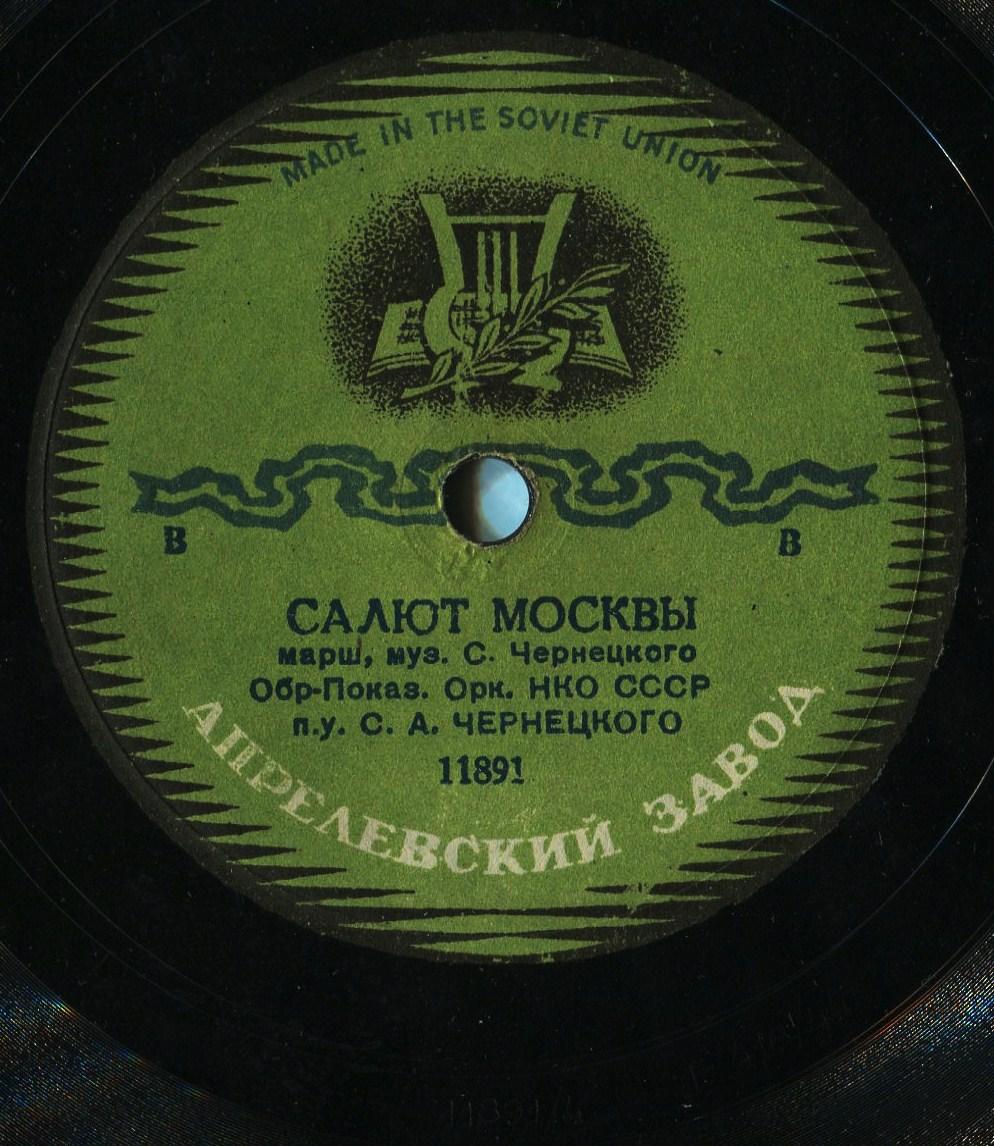 MADE IN THE SOVIET UNION
В В
САЛЮТ МОСКВЫ
марш, муз. С. Чернецкого
Обр-Показ. Орк. НКО СССР
п.у. С. А. ЧЕРНЕЦКОГО
11891
АПРЕЛЕВСКИЙ ЗАВОД